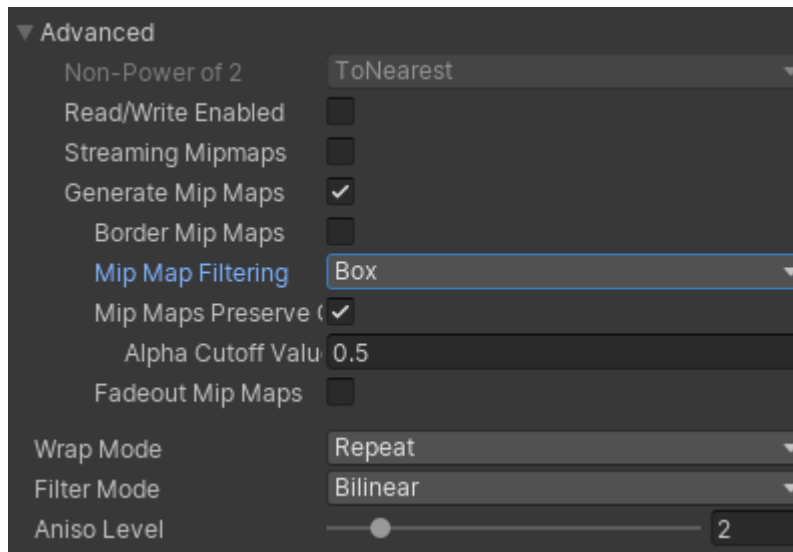 Advanced
Non-Power of 2 ToNearest
Read/Write Enabled
Streaming Mipmaps
Generate Mip Maps
Border Mip Maps
Mip Map Filtering Box
Mip Maps Preserve
Alpha Cutoff Valu 0.5
Fadeout Mip Maps
Wrap Mode Repeat
Filter Mode Bilinear
Aniso Level 2